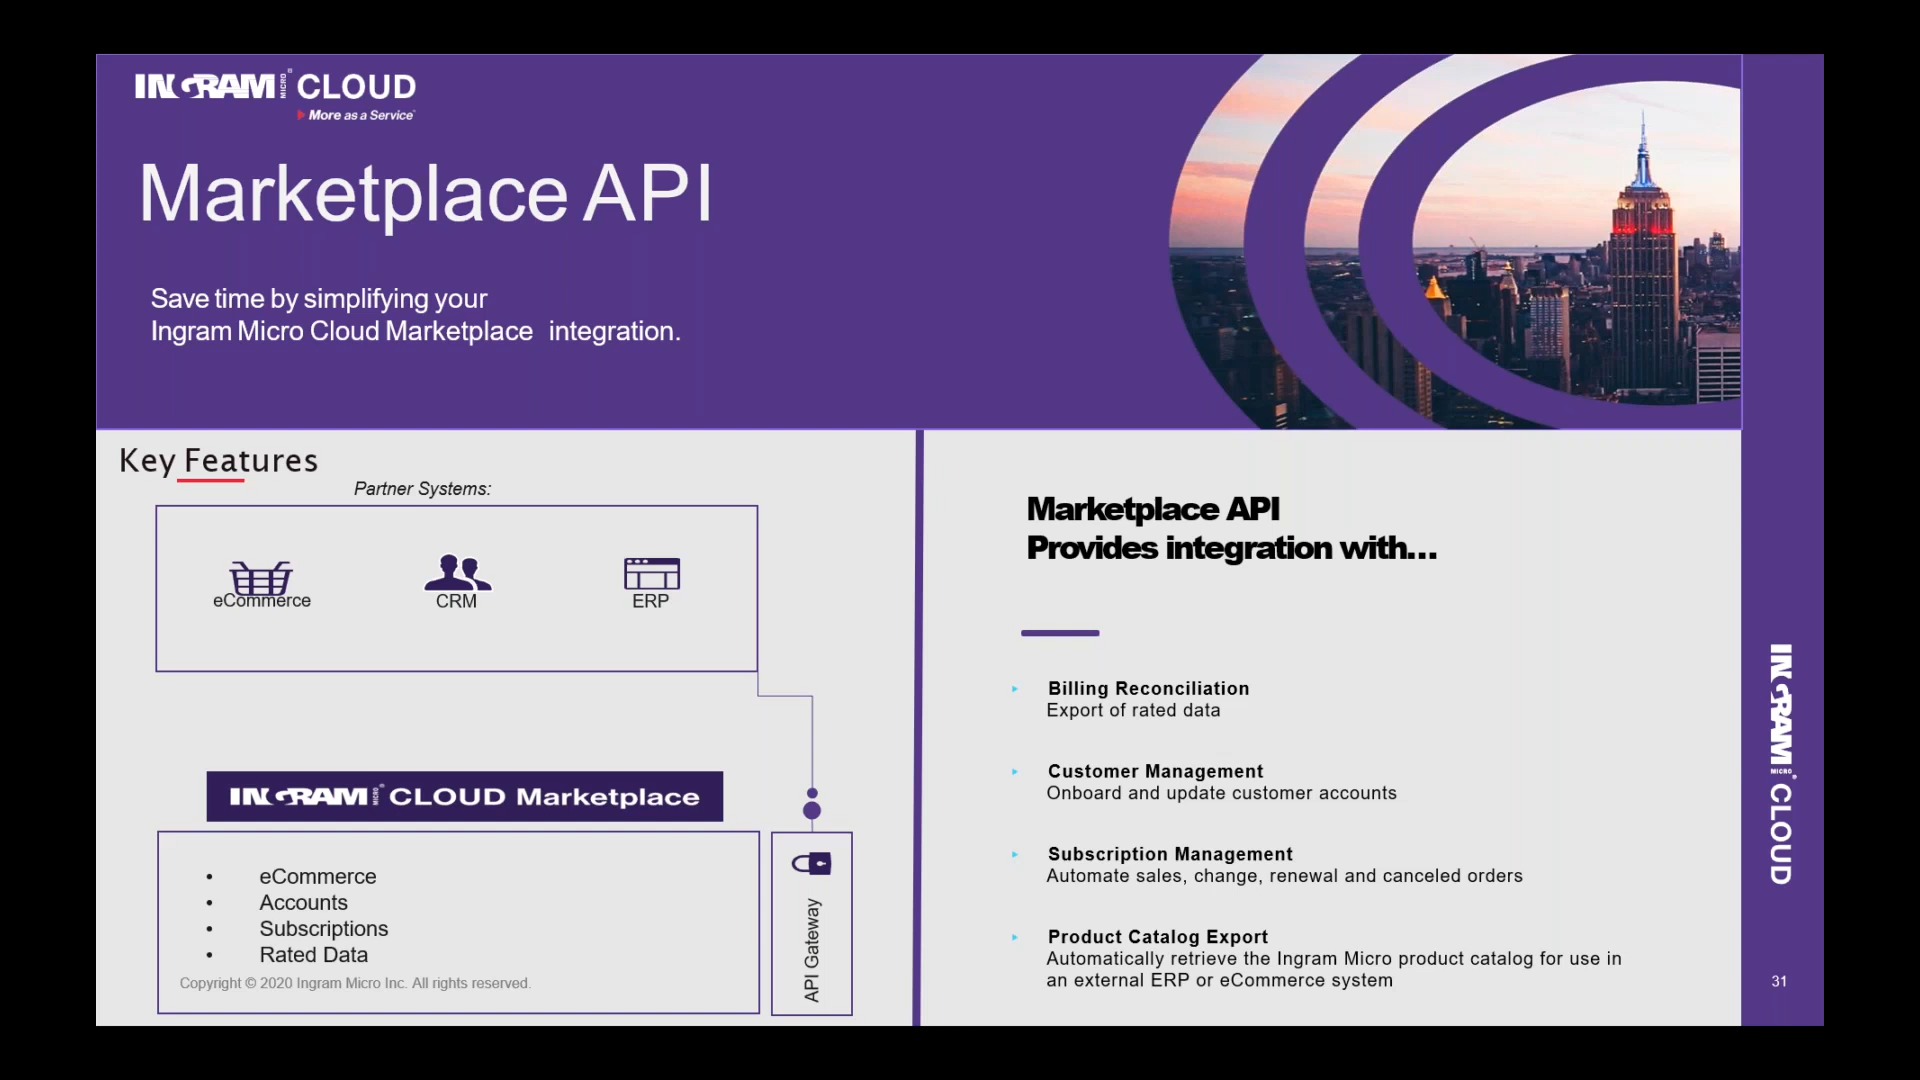 INGRAM MICRO® CLOUD
More as a Service
Marketplace API
Save time by simplifying your
Ingram Micro Cloud Marketplace integration.
Key Features
Partner Systems:
eCommerce
CRM
ERP
INGRAM MICRO® CLOUD Marketplace
• eCommerce
• Accounts
• Subscriptions
• Rated Data
Copyright © 2020 Ingram Micro Inc. All rights reserved.
API Gateway
Marketplace API
Provides integration with...
Billing Reconciliation
Export of rated data
Customer Management
Onboard and update customer accounts
Subscription Management
Automate sales, change, renewal and canceled orders
Product Catalog Export
Automatically retrieve the Ingram Micro product catalog for use in
an external ERP or eCommerce system
INGRAM MICRO® CLOUD
31